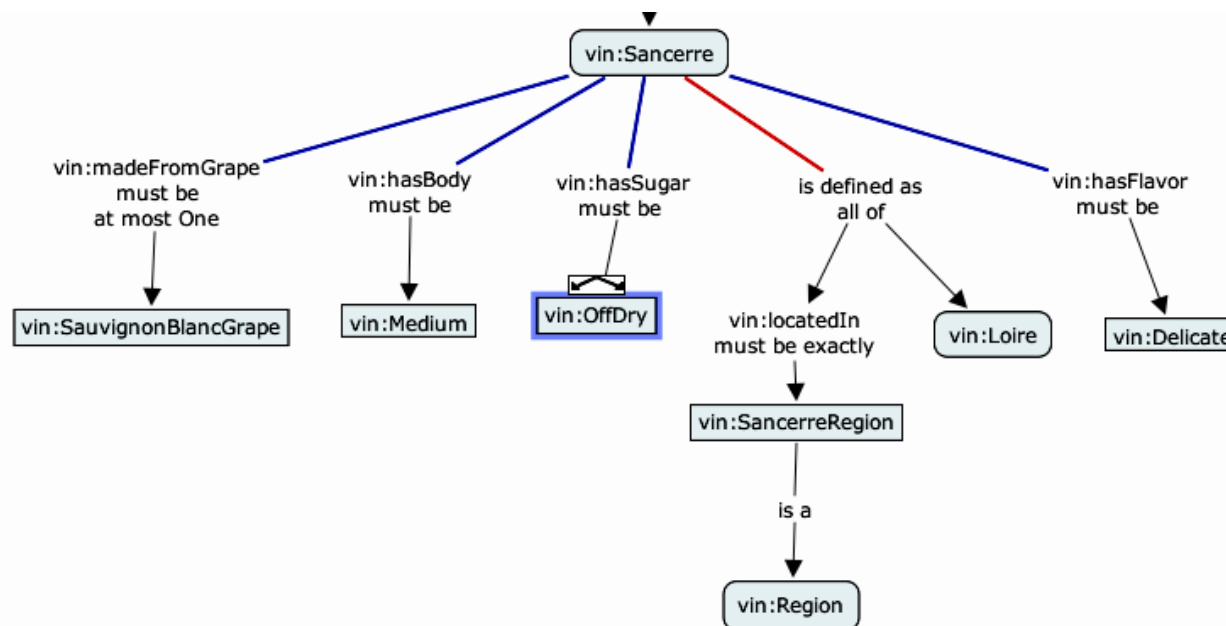 vin:Sancerre
vin:madeFromGrape
must be
at most One
vin:hasBody
must be
vin:hasSugar
must be
is defined as
all of
vin:hasFlavor
must be
vin:SauvignonBlancGrape
vin:Medium
vin:OffDry
vin:locatedIn
must be exactly
vin:Loire
vin:Delicate
vin:SancerreRegion
is a
vin:Region